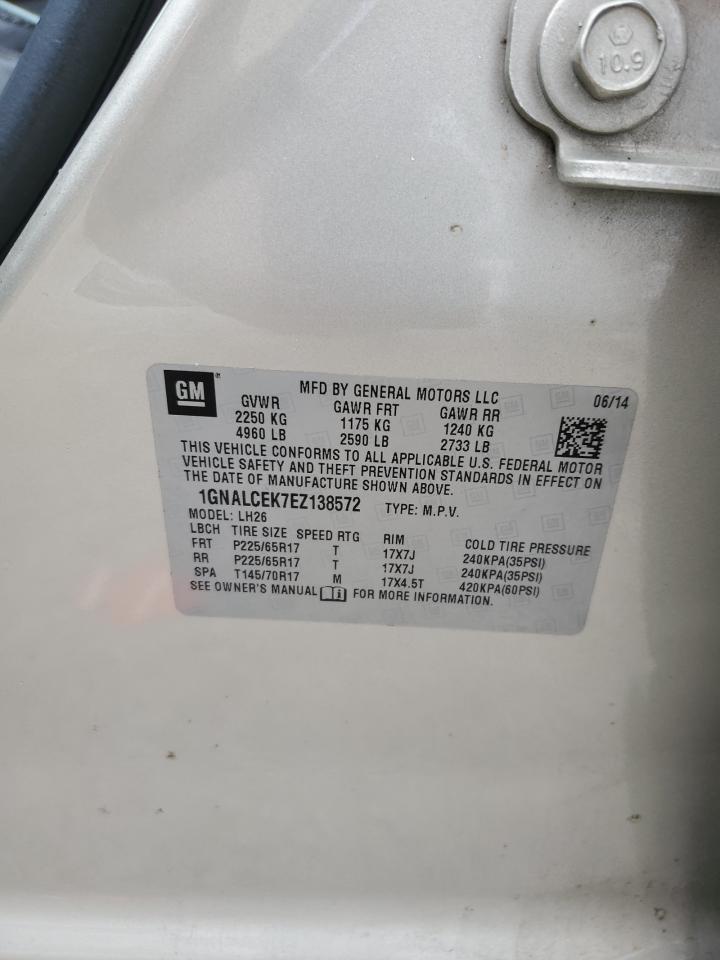 10.9
GM
MFD BY GENERAL MOTORS LLC
06/14
GVWR GAWR FRT GAWR RR
2250 KG 1175 KG 1240 KG
4960 LB 2590 LB 2733 LB
THIS VEHICLE CONFORMS TO ALL APPLICABLE U.S. FEDERAL MOTOR
VEHICLE SAFETY AND THEFT PREVENTION STANDARDS IN EFFECT ON
THE DATE OF MANUFACTURE SHOWN ABOVE.
1GNALCEK7EZ138572 TYPE: M.P.V.
MODEL: LH26
LBCH TIRE SIZE SPEED RTG RIM COLD TIRE PRESSURE
FRT P225/65R17 T 17X7J 240KPA(35PSI)
RR P225/65R17 T 17X7J 240KPA(35PSI)
SPA T145/70R17 M 17X4.5T 420KPA(60PSI)
SEE OWNER'S MANUAL i FOR MORE INFORMATION.